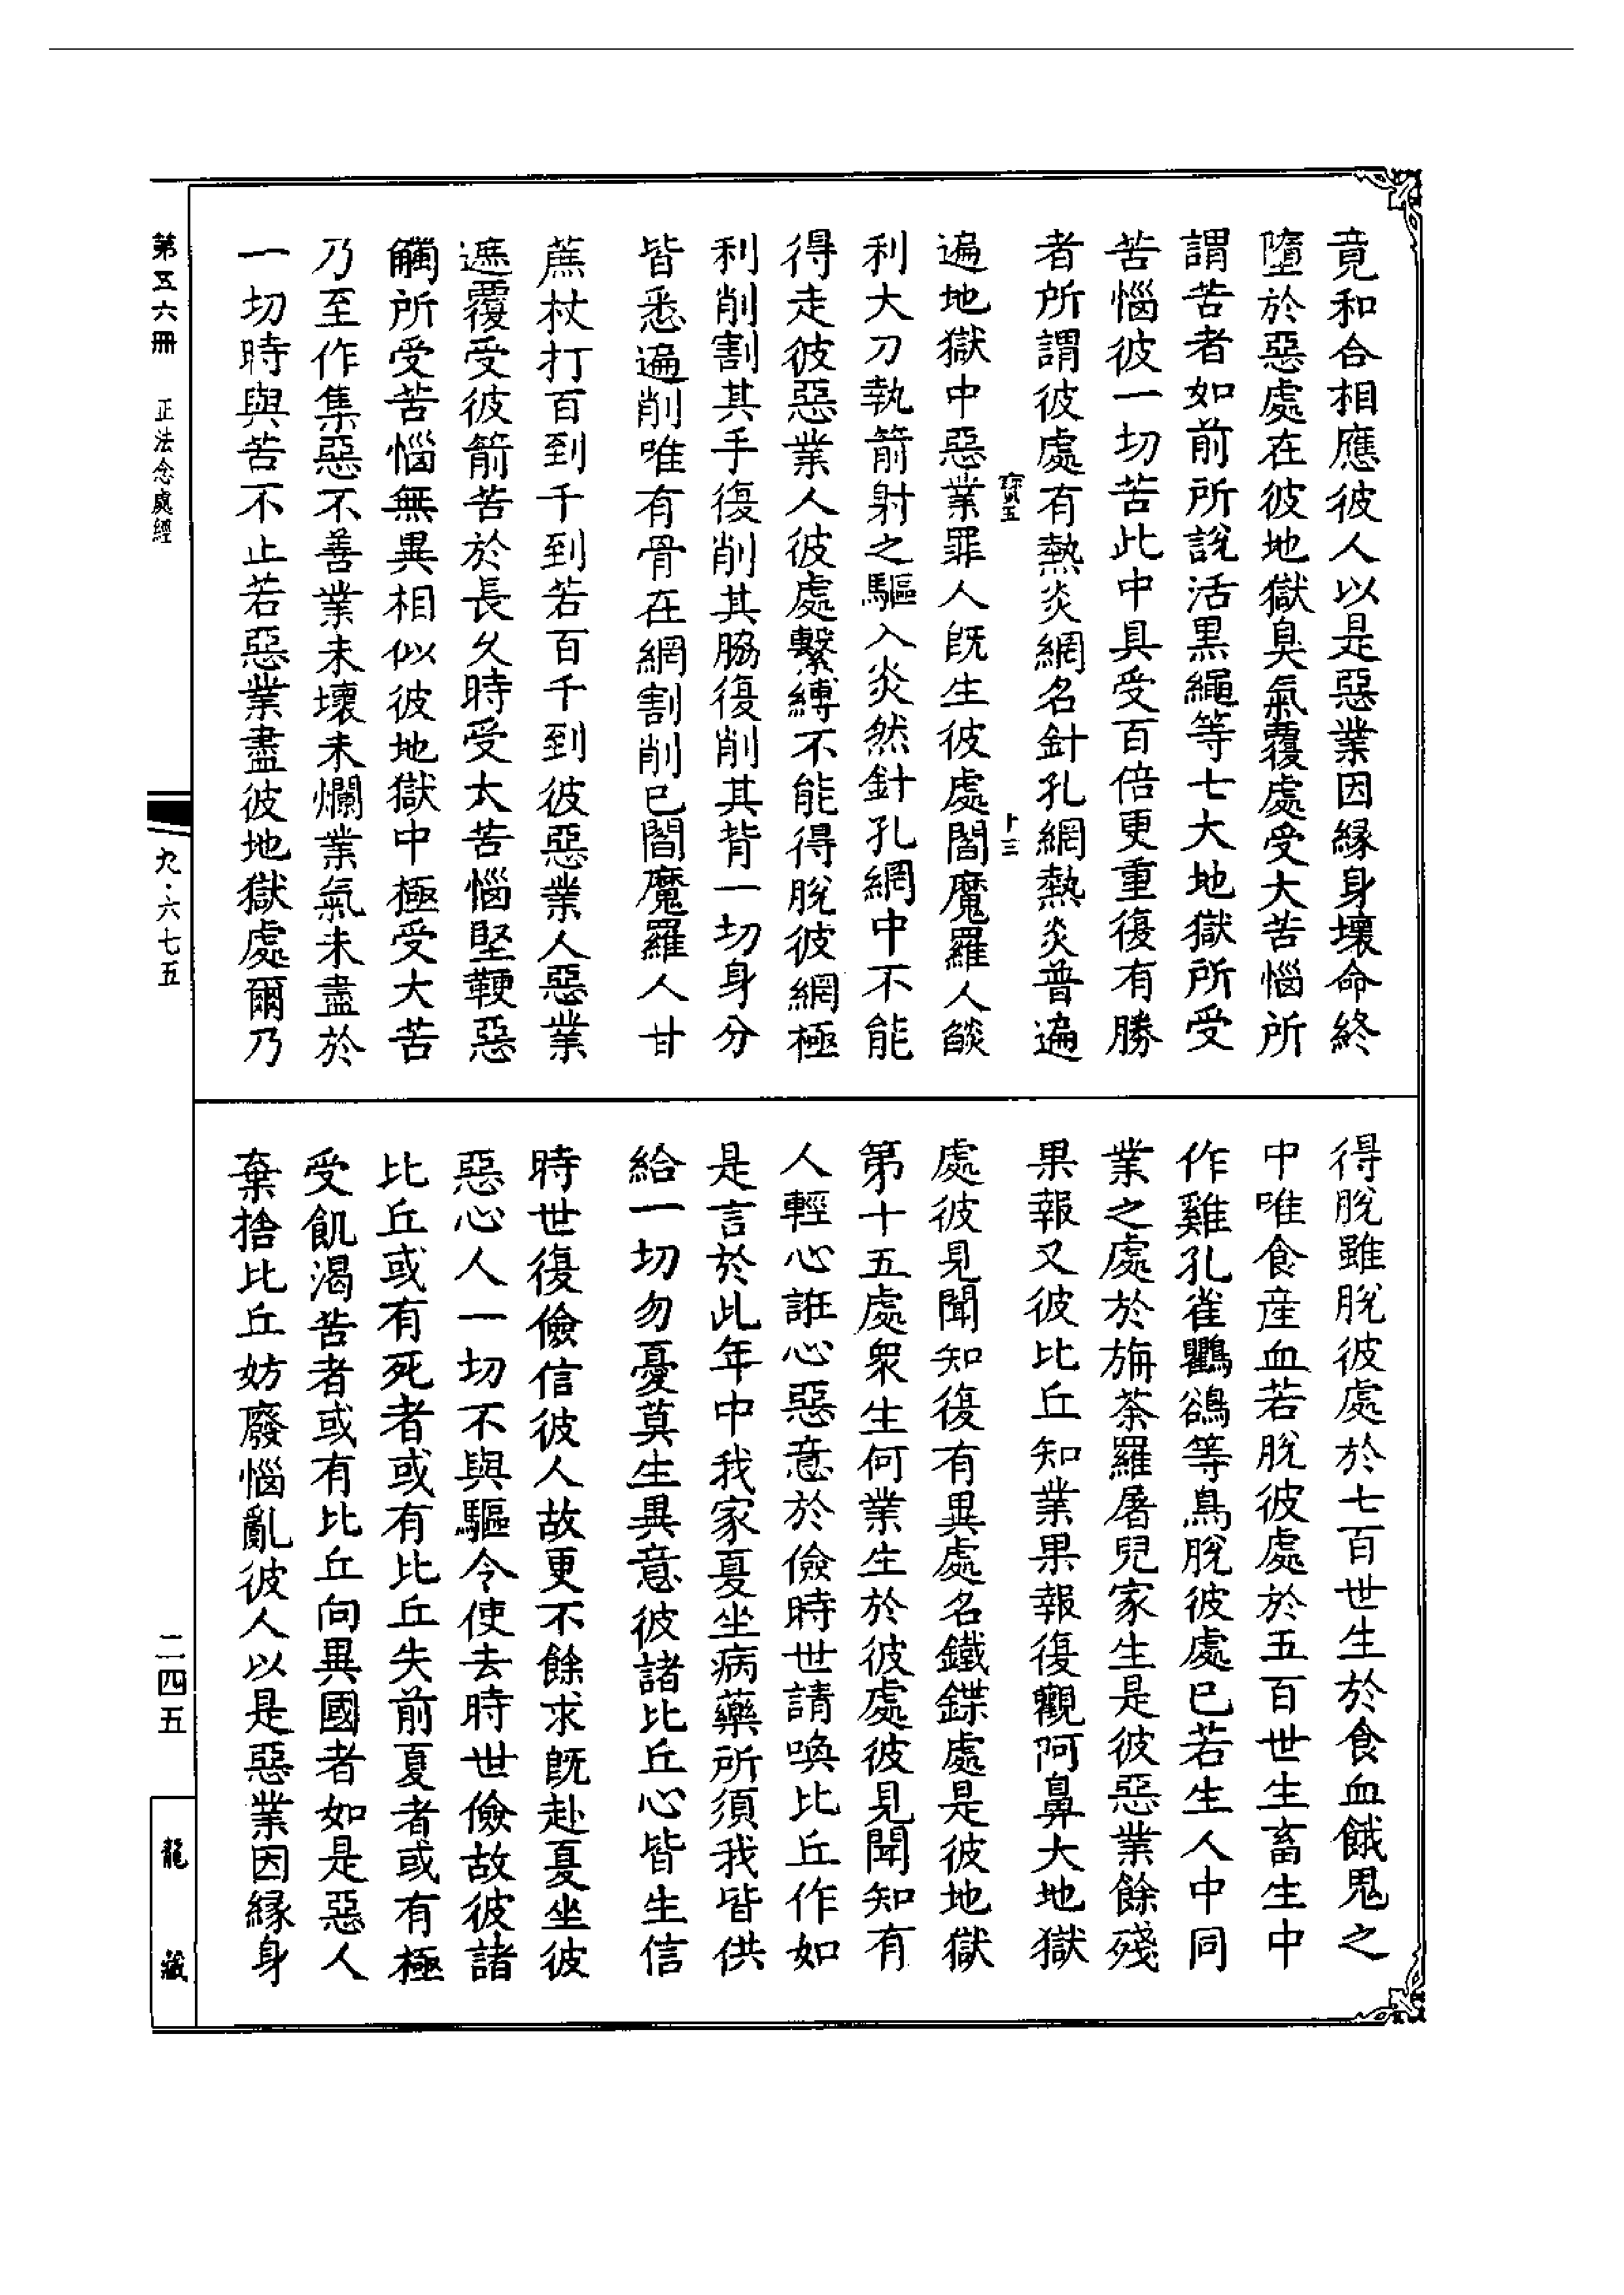 竟和合相應彼人以是惡業因緣身壞命終
墮於惡處在彼地獄臭氣覆處受大苦惱所
謂苦者如前所說活黑繩等七大地獄所受
苦惱彼一切苦此中具受百倍更重復有勝
者所謂彼處有熱炎網名針孔網熱炎普遍
遍地獄中惡業罪人既生彼處閻魔羅人燄
利大刀執箭射之驅入炎然針孔網中不能
得走彼惡業人彼處繫縛不能得脫彼網極
利削割其手復削其脇復削其背一切身分
皆悉遍削唯有骨在網割削已閻魔羅人甘
蔗杖打百到千到若百千到彼惡業人惡業
遮覆受彼箭苦於長久時受大苦惱堅鞕惡
觸所受苦惱無異相似彼地獄中極受大苦
乃至作集惡不善業未壞未爛業氣未盡於
一切時與苦不止若惡業盡彼地獄處爾乃
得脫雖脫彼處於七百世生於食血餓鬼之
中唯食產血若脫彼處於五百世生畜生中
作雞孔雀鸜鵒等鳥脫彼處已若生人中同
業之處於旃茶羅屠兒家生是彼惡業餘殘
果報又彼比丘知業果報復觀阿鼻大地獄
處彼見聞知復有異處名鐵鍱處是彼地獄
第十五處衆生何業生於彼處彼見聞知有
人輕心誑心惡意於儉時世請喚比丘作如
是言於此年中我家夏坐病藥所須我皆供
給一切勿憂莫生異意彼諸比丘心皆生信
時世復儉信彼人故更不餘求既赴夏坐彼
惡心人一切不與驅令使去時世儉故彼諸
比丘或有死者或有比丘失前夏者或有極
受飢渴苦者或有比丘向異國者如是惡人
棄捨比丘妨廢惱亂彼人以是惡業因緣身
第五六冊 正法念處經
九·六七五
二四五
龍藏